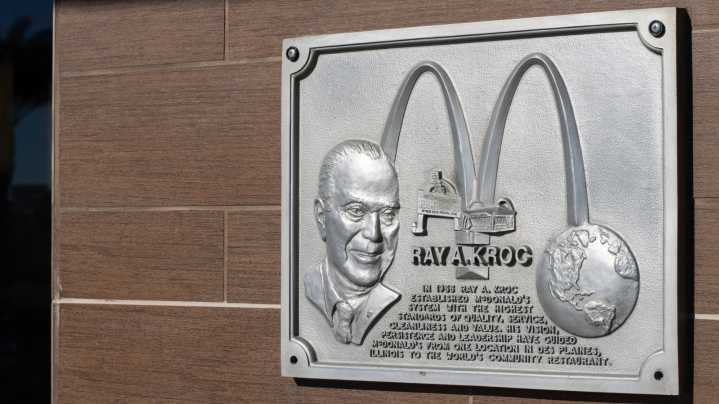 RAY A. KROC
IN 1955 RAY A. KROC
ESTABLISHED McDONALD'S
SYSTEM WITH THE HIGHEST
STANDARDS OF QUALITY, SERVICE,
CLEANLINESS AND VALUE. HIS VISION,
PERSISTENCE AND LEADERSHIP HAVE GUIDED
McDONALD'S FROM ONE LOCATION IN DES PLAINES,
ILLINOIS TO THE WORLD'S COMMUNITY RESTAURANT.